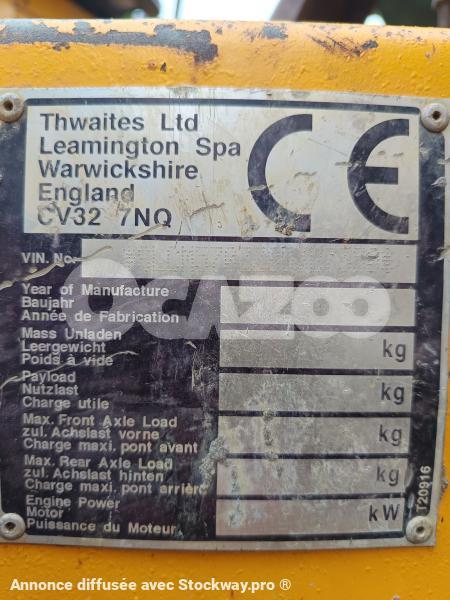 Thwaites Ltd
Leamington Spa
Warwickshire
England
CV32 7NQ
CE
VIN. No.
Year of Manufacture
Baujahr
Année de Fabrication
OCAZOO
Mass Unladen
Leergewicht
Poids à vide
kg
Payload
Nutzlast
Charge utile
kg
Max. Front Axle Load
zul. Achslast vorne
Charge maxi. pont avant
kg
Max. Rear Axle Load
zul. Achslast hinten
Charge maxi. pont arrière
kg
Engine Power
Motor
Puissance du Moteur
kW
T20916
Annonce diffusée avec Stockway.pro ®